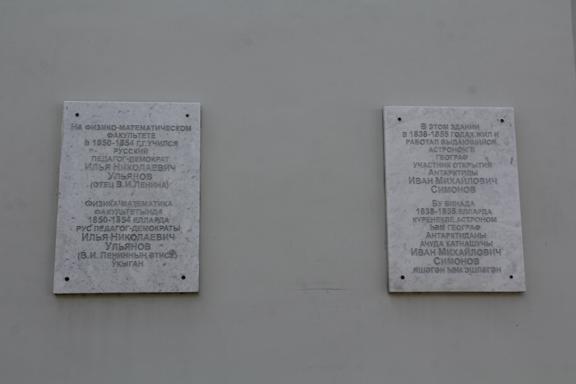 На физико-математическом
факультете
в 1850-1854 г.г. учился
русский
педагог-демократ
Илья Николаевич
Ульянов
(отец В.И.Ленина)
Физика-математика
факультетында
1850-1854 елларда
рус педагог-демократы
Илья Николаевич
Ульянов
(В.И. Ленинның әтисе)
укыган
В этом здании
в 1838-1855 годах жил и
работал выдающийся
астроном и
географ
участник открытия
Антарктиды
Иван Михайлович
Симонов
Бу бинада
1838-1855 елларда
күренекле астроном
һәм географ
Антарктиданы
ачуда катнашучы
Иван Михайлович
Симонов
яшәгән һәм эшләгән